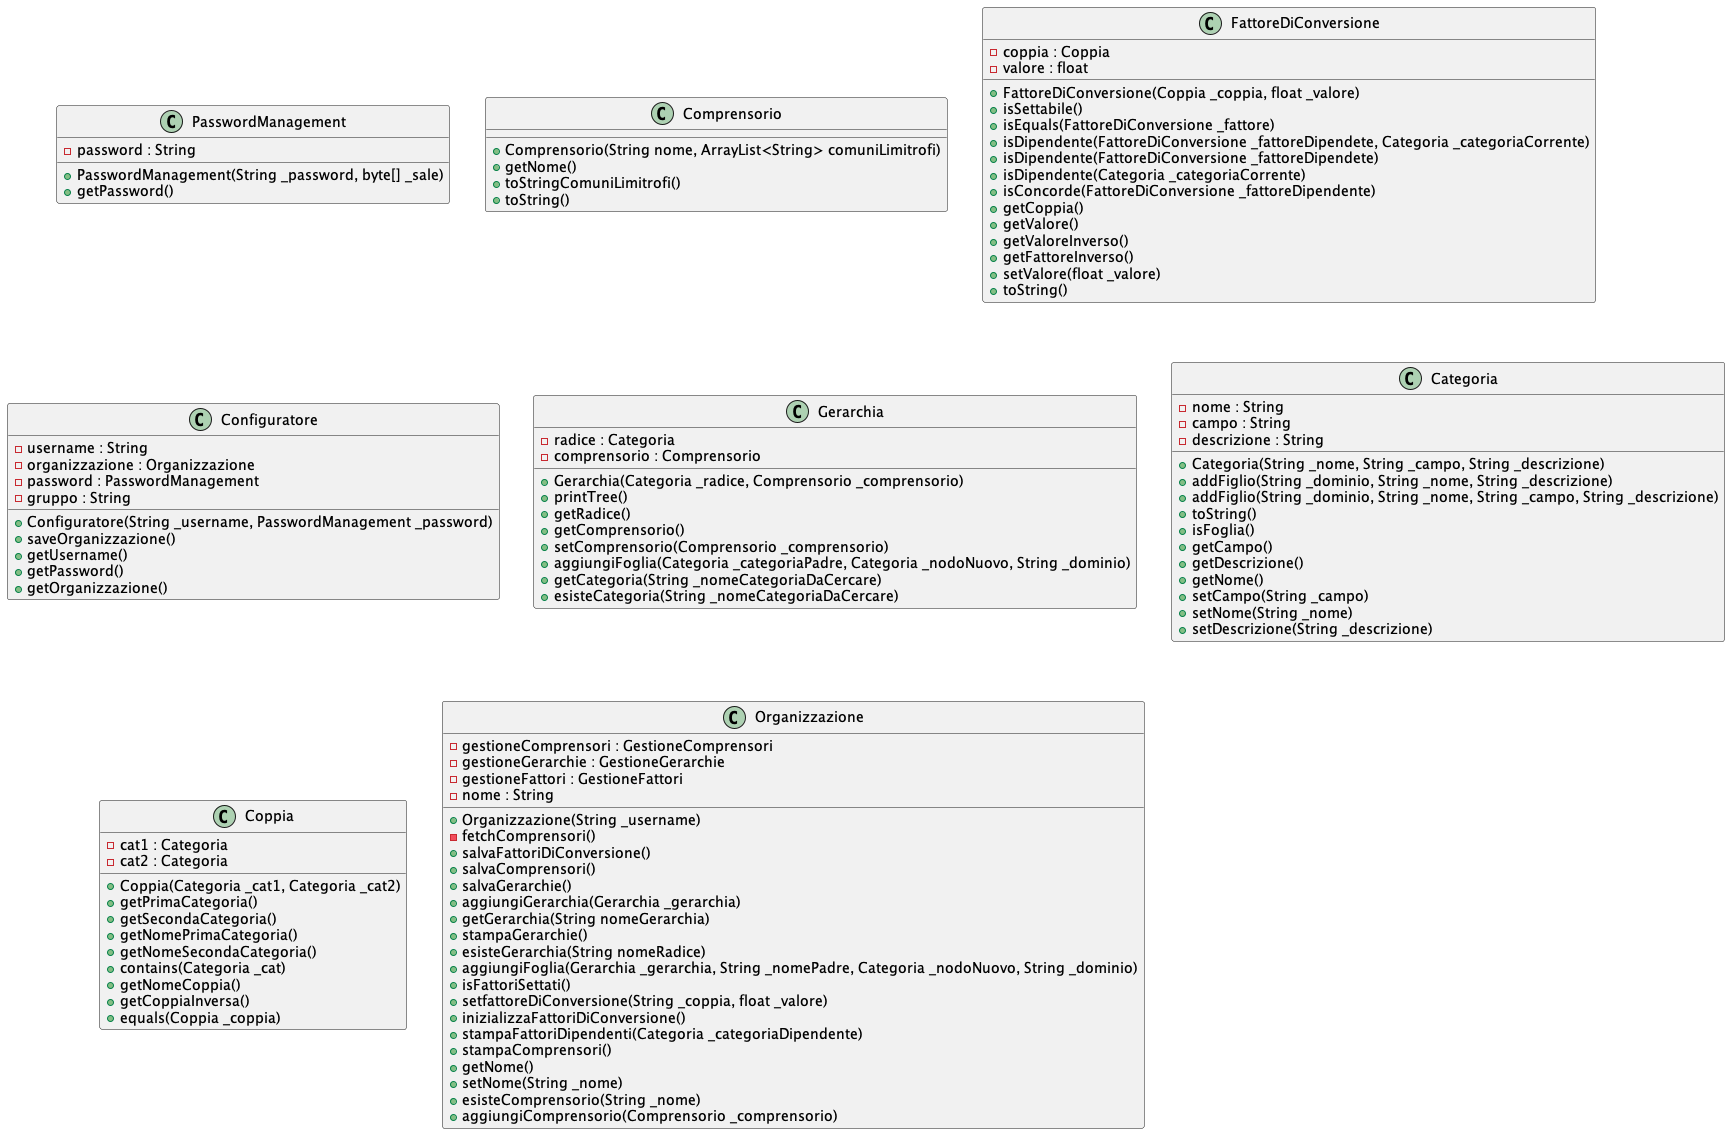 C PasswordManagement
password : String
PasswordManagement(String _password, byte[] _sale)
getPassword()
C Comprensorio
Comprensorio(String nome, ArrayList<String> comuniLimitrofi)
getNome()
toStringComuniLimitrofi()
toString()
C FattoreDiConversione
coppia : Coppia
valore : float
FattoreDiConversione(Coppia _coppia, float _valore)
isSettabile()
isEquals(FattoreDiConversione _fattore)
isDipendente(FattoreDiConversione _fattoreDipendete, Categoria _categoriaCorrente)
isDipendente(FattoreDiConversione _fattoreDipendete)
isDipendente(Categoria _categoriaCorrente)
isConcorde(FattoreDiConversione _fattoreDipendente)
getCoppia()
getValore()
getValoreInverso()
getFattoreInverso()
setValore(float _valore)
toString()
C Configuratore
username : String
organizzazione : Organizzazione
password : PasswordManagement
gruppo : String
Configuratore(String _username, PasswordManagement _password)
saveOrganizzazione()
getUsername()
getPassword()
getOrganizzazione()
C Gerarchia
radice : Categoria
comprensorio : Comprensorio
Gerarchia(Categoria _radice, Comprensorio _comprensorio)
printTree()
getRadice()
getComprensorio()
setComprensorio(Comprensorio _comprensorio)
aggiungiFoglia(Categoria _categoriaPadre, Categoria _nodoNuovo, String _dominio)
getCategoria(String _nomeCategoriaDaCercare)
esisteCategoria(String _nomeCategoriaDaCercare)
C Categoria
nome : String
campo : String
descrizione : String
Categoria(String _nome, String _campo, String _descrizione)
addFiglio(String _dominio, String _nome, String _descrizione)
addFiglio(String _dominio, String _nome, String _campo, String _descrizione)
toString()
isFoglia()
getCampo()
getDescrizione()
getNome()
setCampo(String _campo)
setNome(String _nome)
setDescrizione(String _descrizione)
C Coppia
cat1 : Categoria
cat2 : Categoria
Coppia(Categoria _cat1, Categoria _cat2)
getPrimaCategoria()
getSecondaCategoria()
getNomePrimaCategoria()
getNomeSecondaCategoria()
contains(Categoria _cat)
getNomeCoppia()
getCoppiaInversa()
equals(Coppia _coppia)
C Organizzazione
gestioneComprensori : GestioneComprensori
gestioneGerarchie : GestioneGerarchie
gestioneFattori : GestioneFattori
nome : String
Organizzazione(String _username)
fetchComprensori()
salvaFattoriDiConversione()
salvaComprensori()
salvaGerarchie()
aggiungiGerarchia(Gerarchia _gerarchia)
getGerarchia(String nomeGerarchia)
stampaGerarchie()
esisteGerarchia(String nomeRadice)
aggiungiFoglia(Gerarchia _gerarchia, String _nomePadre, Categoria _nodoNuovo, String _dominio)
isFattoriSettati()
setfattoreDiConversione(String _coppia, float _valore)
inizializzaFattoriDiConversione()
stampaFattoriDipendenti(Categoria _categoriaDipendente)
stampaComprensori()
getNome()
setNome(String _nome)
esisteComprensorio(String _nome)
aggiungiComprensorio(Comprensorio _comprensorio)